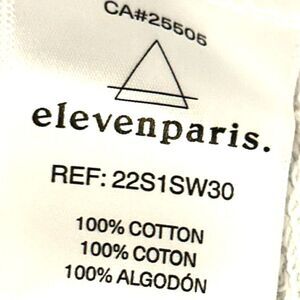 CA#25505
elevenparis.
REF: 22S1SW30
100% COTTON
100% COTON
100% ALGODÓN